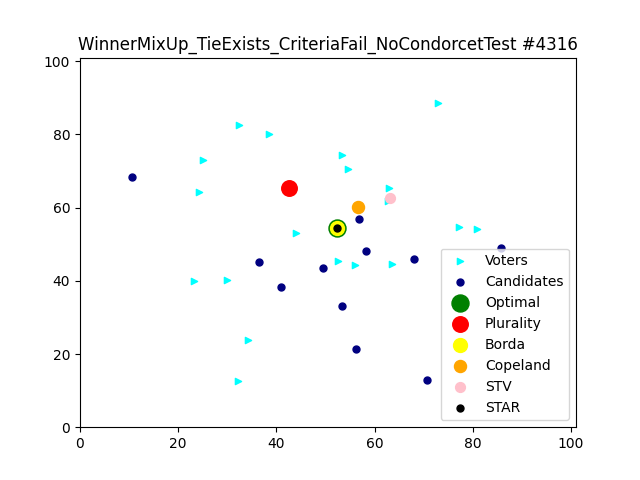 WinnerMixUp_TieExists_CriteriaFail_NoCondorcetTest #4316
100
80
60
40
20
0
0 20 40 60 80 100
Voters
Candidates
Optimal
Plurality
Borda
Copeland
STV
STAR